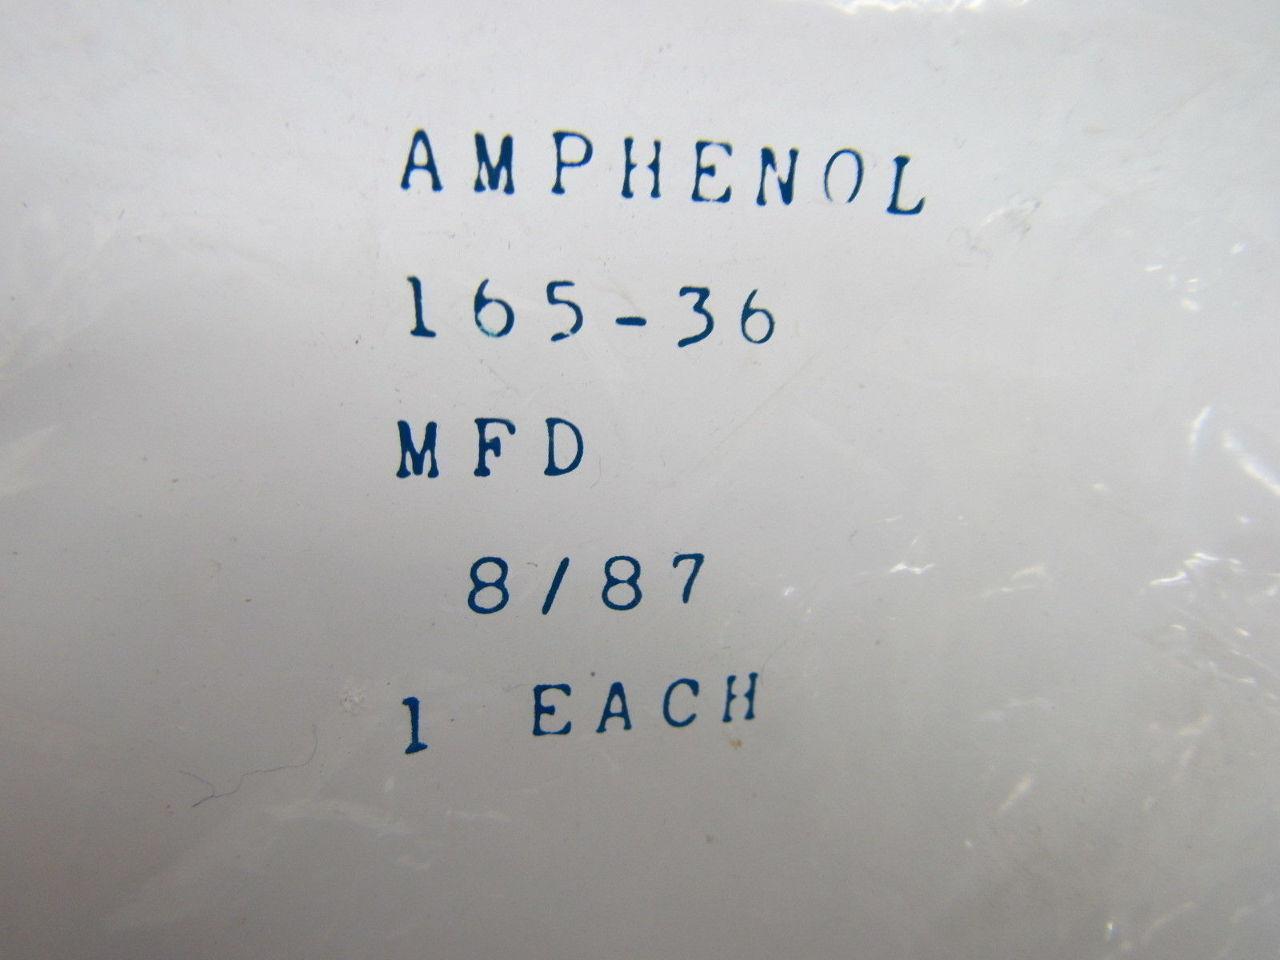 AMPHENOL
165-36
MFD
8/87
1 EACH